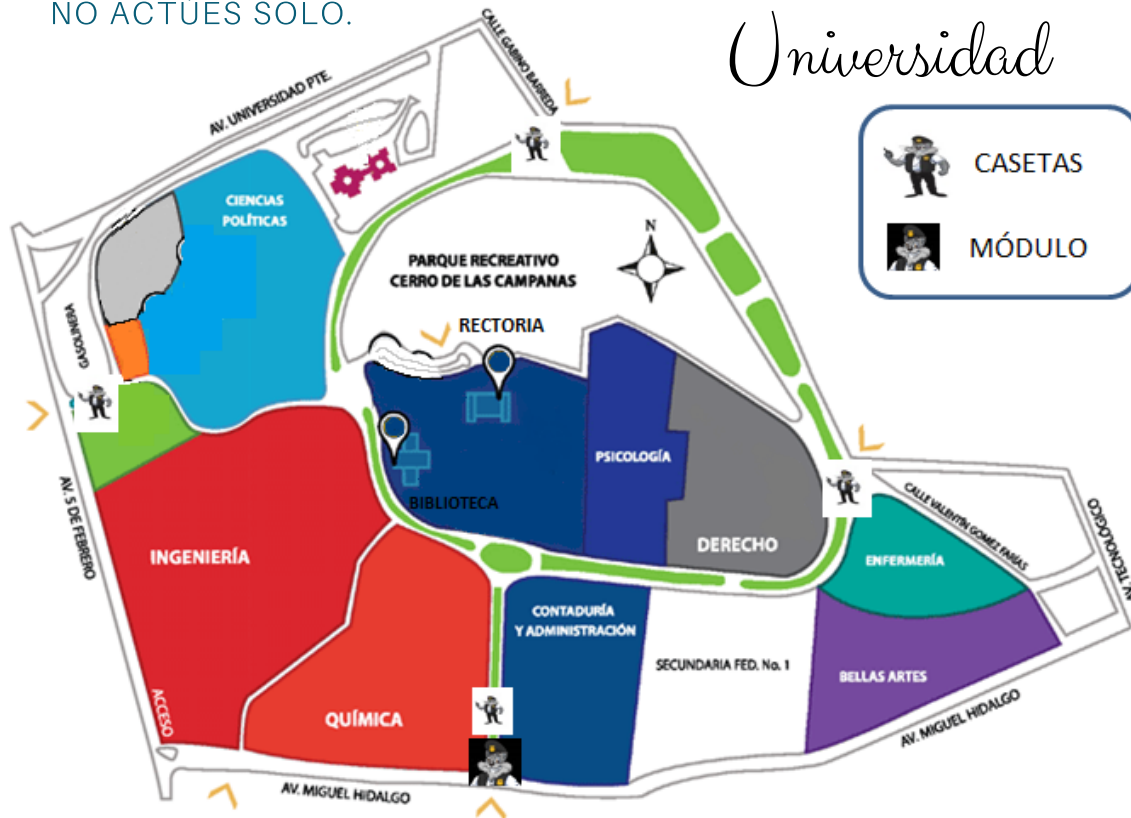 NO ACTÚES SOLO.
Universidad
CALLE GABINO BARREDA
AV. UNIVERSIDAD PTE.
CASETAS
MÓDULO
CIENCIAS
POLÍTICAS
N
PARQUE RECREATIVO
CERRO DE LAS CAMPANAS
RECTORIA
GASOLINERA
PSICOLOGÍA
BIBLIOTECA
AV. 5 DE FEBRERO
INGENIERÍA
DERECHO
CALLE VALENTÍN GOMEZ FARÍAS
AV. TECNOLÓGICO
ENFERMERÍA
CONTADURÍA
Y ADMINISTRACIÓN
SECUNDARIA FED. No. 1
BELLAS ARTES
ACCESO
QUÍMICA
AV. MIGUEL HIDALGO
AV. MIGUEL HIDALGO